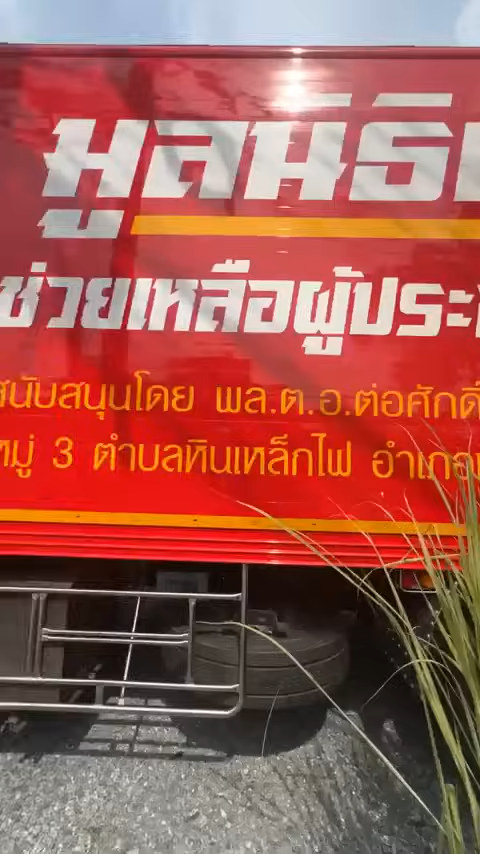 มูลนิธิ
ช่วยเหลือผู้ประ
สนับสนุนโดย พล.ต.อ.ต่อศักดิ์
หมู่ 3 ตำบลหินเหล็กไฟ อำเภอ